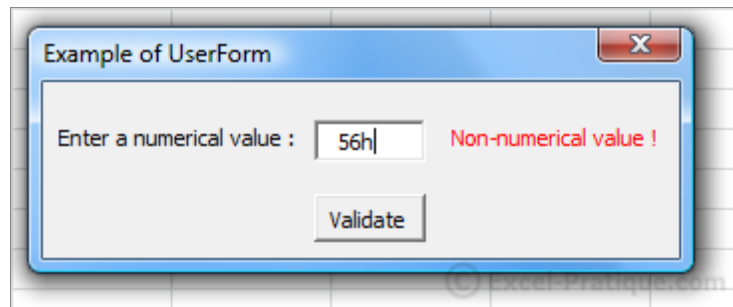 Example of UserForm
Enter a numerical value : 56h Non-numerical value !
Validate
© Excel-Pratique.com